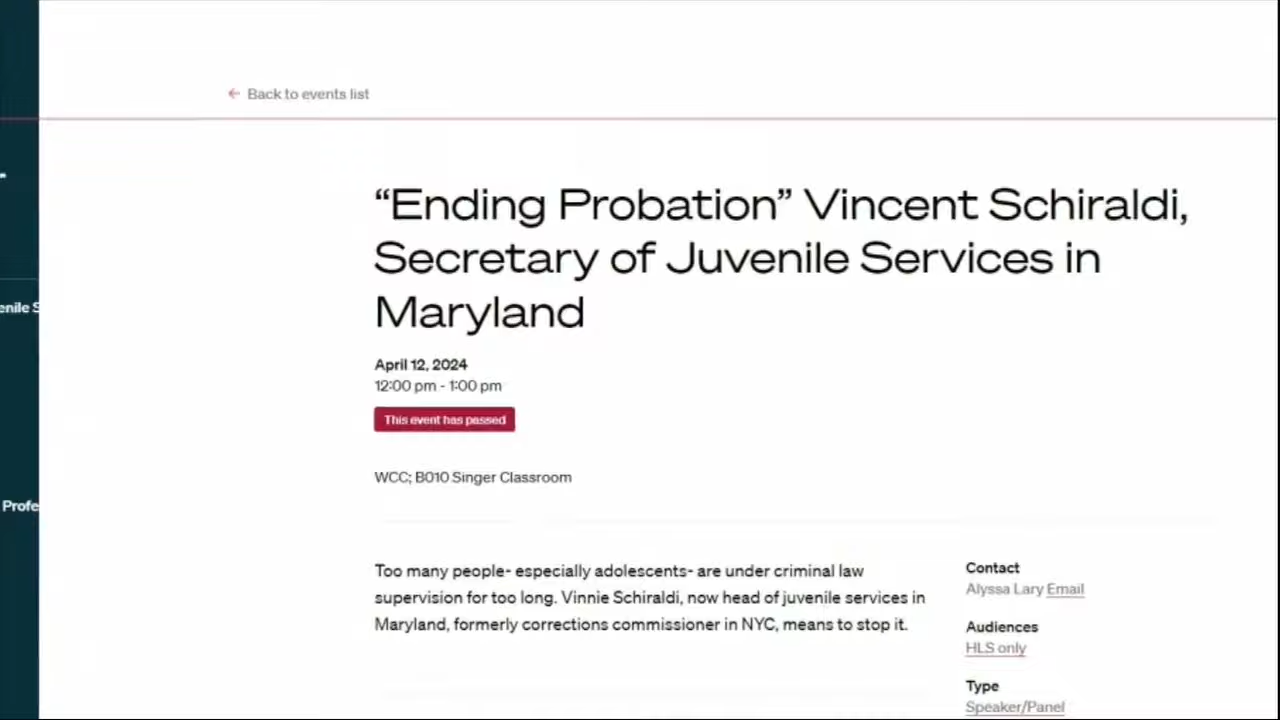 ← Back to events list
“Ending Probation” Vincent Schiraldi,
Secretary of Juvenile Services in
Maryland
April 12, 2024
12:00 pm - 1:00 pm
This event has passed
enile S
WCC; B010 Singer Classroom
Profe
Too many people- especially adolescents- are under criminal law
supervision for too long. Vinnie Schiraldi, now head of juvenile services in
Maryland, formerly corrections commissioner in NYC, means to stop it.
Contact
Alyssa Lary Email
Audiences
HLS only
Type
Speaker/Panel